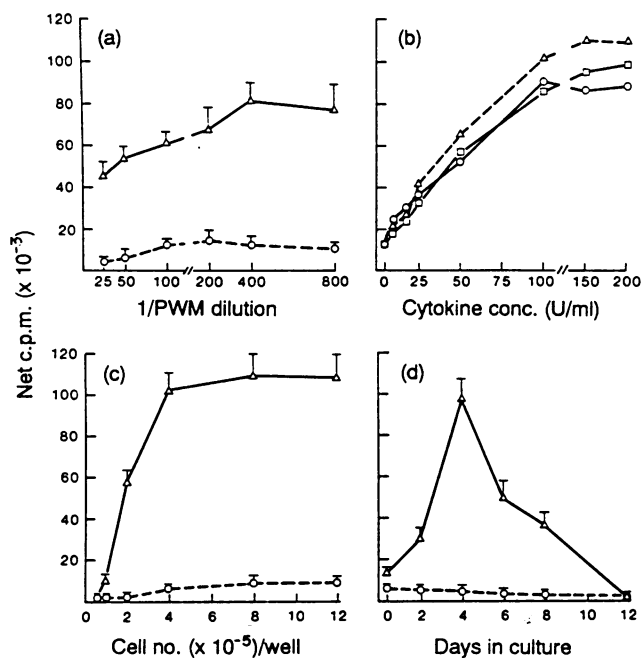 (a)
(b)
120
100
80
60
40
20
25 50 100 200 400 800
1/PWM dilution
0 25 50 75 100 150 200
Cytokine conc. (U/ml)
Net c.p.m. (x 10⁻³)
(c)
(d)
120
100
80
60
40
20
0 2 4 6 8 10 12
Cell no. (x 10⁻⁵)/well
0 2 4 6 8 12
Days in culture